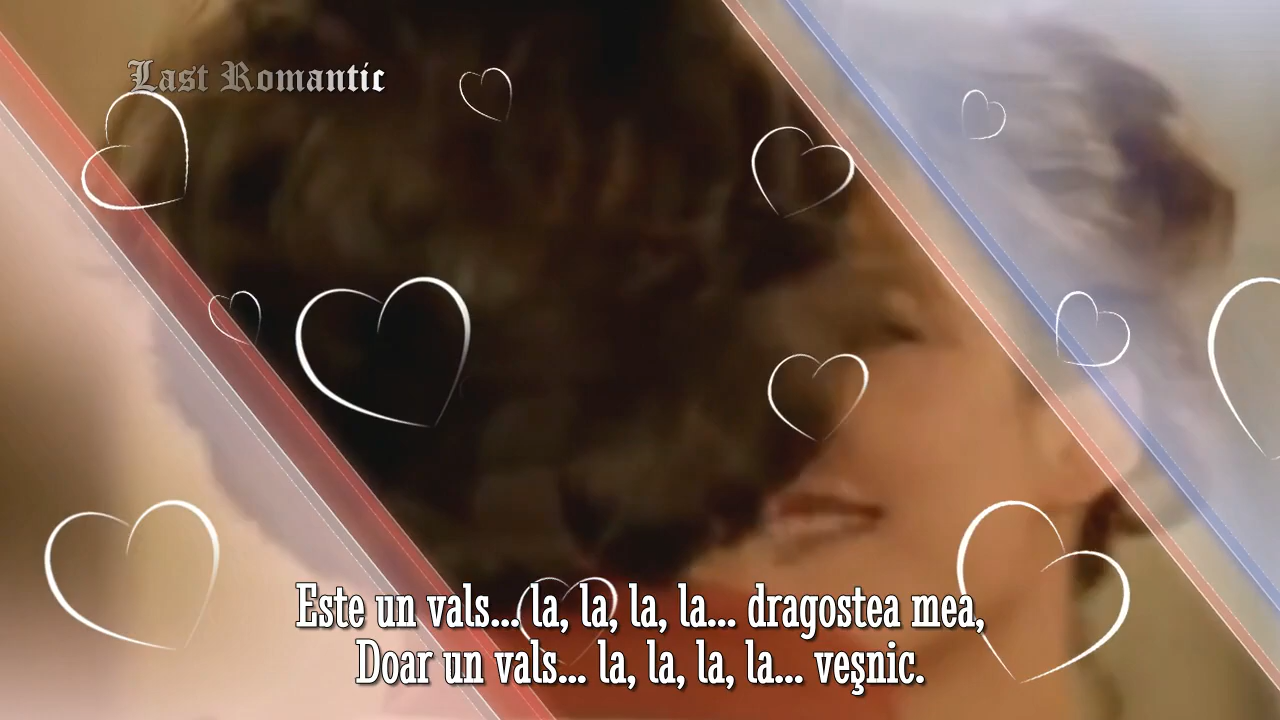 Last Romantic
Este un vals... la, la, la, la... dragostea mea,
Doar un vals... la, la, la, la... veşnic.